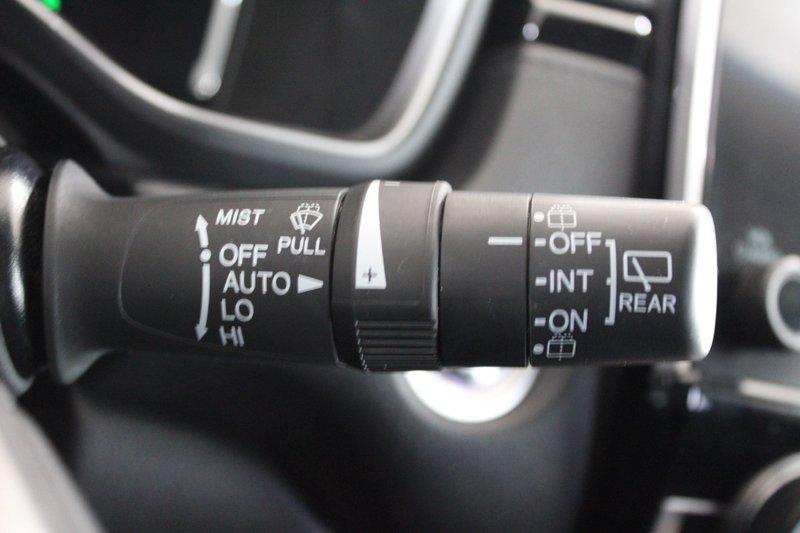 MIST
PULL
OFF
AUTO
LO
HI
OFF
INT
ON
REAR